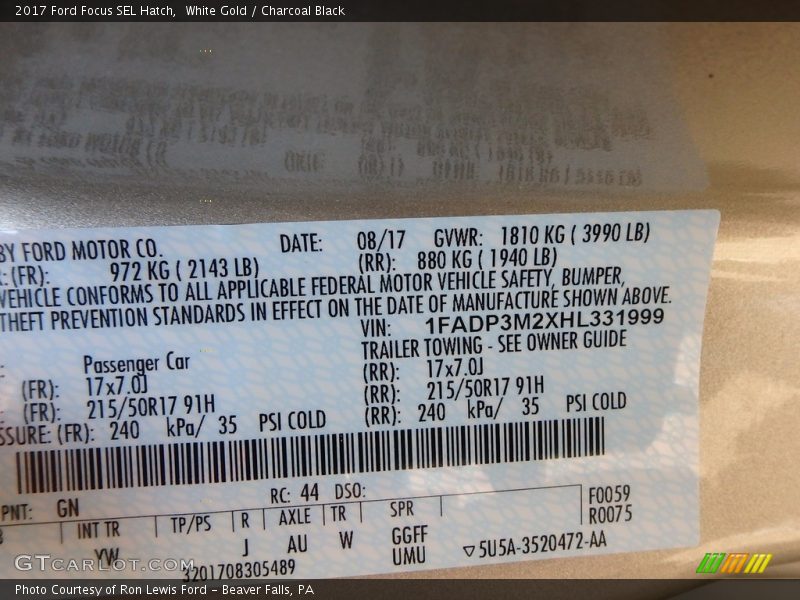 2017 Ford Focus SEL Hatch,  White Gold / Charcoal Black
BY FORD MOTOR CO. DATE: 08/17 GVWR: 1810 KG ( 3990 LB)
(FR): 972 KG ( 2143 LB) (RR): 880 KG ( 1940 LB)
VEHICLE CONFORMS TO ALL APPLICABLE FEDERAL MOTOR VEHICLE SAFETY, BUMPER,
THEFT PREVENTION STANDARDS IN EFFECT ON THE DATE OF MANUFACTURE SHOWN ABOVE.
VIN: 1FADP3M2XHL331999
TRAILER TOWING - SEE OWNER GUIDE
Passenger Car
(FR): 17x7.0J (RR): 17x7.0J
(FR): 215/50R17 91H (RR): 215/50R17 91H
SSURE: (FR): 240 kPa/ 35 PSI COLD (RR): 240 kPa/ 35 PSI COLD
PNT: GN RC: 44 DSO: F0059
INT TR TP/PS R AXLE TR SPR R0075
YW J AU W GGFF
UMU ▽5U5A-3520472-AA
3201708305489
GTCARLOT.COM
Photo Courtesy of Ron Lewis Ford - Beaver Falls, PA